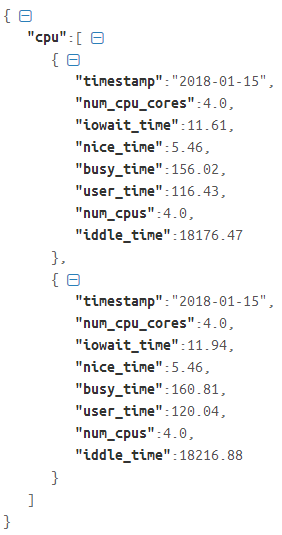 {
"cpu":[
{
"timestamp":"2018-01-15",
"num_cpu_cores":4.0,
"iowait_time":11.61,
"nice_time":5.46,
"busy_time":156.02,
"user_time":116.43,
"num_cpus":4.0,
"iddle_time":18176.47
},
{
"timestamp":"2018-01-15",
"num_cpu_cores":4.0,
"iowait_time":11.94,
"nice_time":5.46,
"busy_time":160.81,
"user_time":120.04,
"num_cpus":4.0,
"iddle_time":18216.88
}
]
}